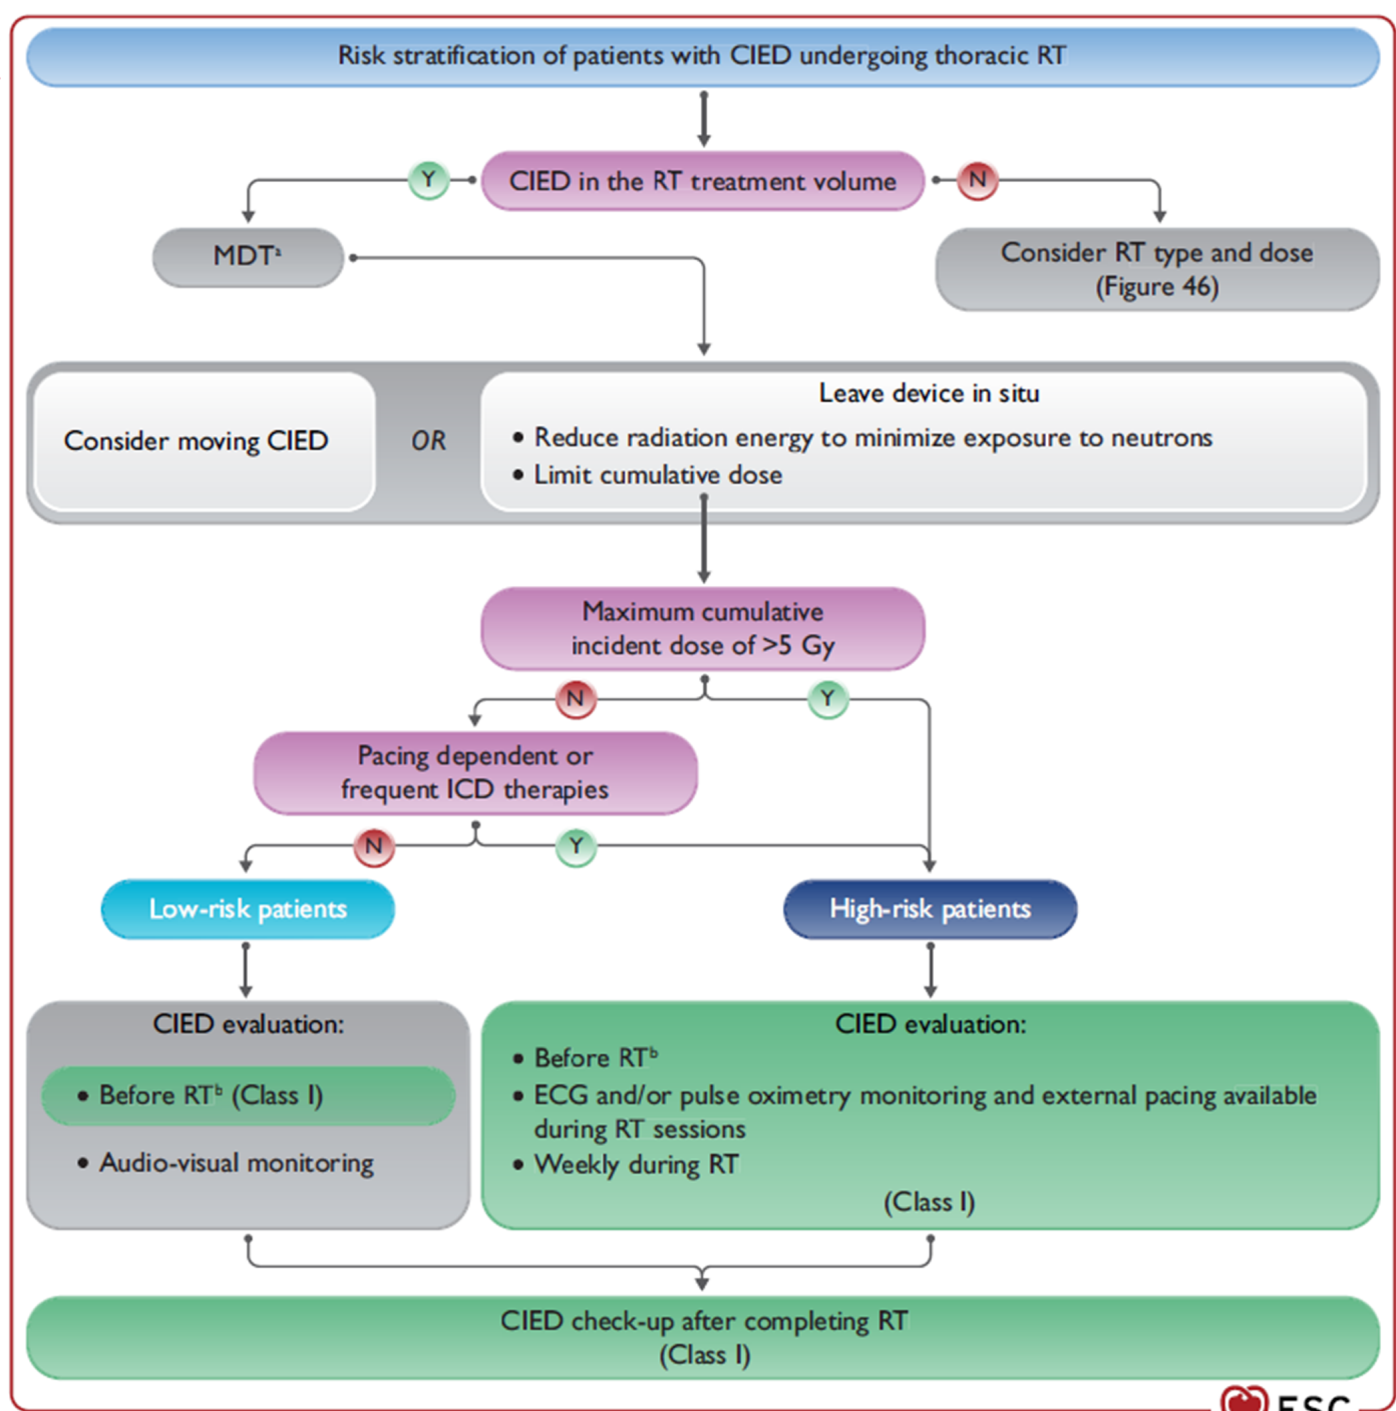 Risk stratification of patients with CIED undergoing thoracic RT
Y
CIED in the RT treatment volume
N
MDTᵃ
Consider RT type and dose
(Figure 46)
Consider moving CIED
OR
Leave device in situ
• Reduce radiation energy to minimize exposure to neutrons
• Limit cumulative dose
Maximum cumulative
incident dose of >5 Gy
N
Y
Pacing dependent or
frequent ICD therapies
N
Y
Low-risk patients
High-risk patients
CIED evaluation:
• Before RTᵇ (Class I)
• Audio-visual monitoring
CIED evaluation:
• Before RTᵇ
• ECG and/or pulse oximetry monitoring and external pacing available
during RT sessions
• Weekly during RT
(Class I)
CIED check-up after completing RT
(Class I)
ESC